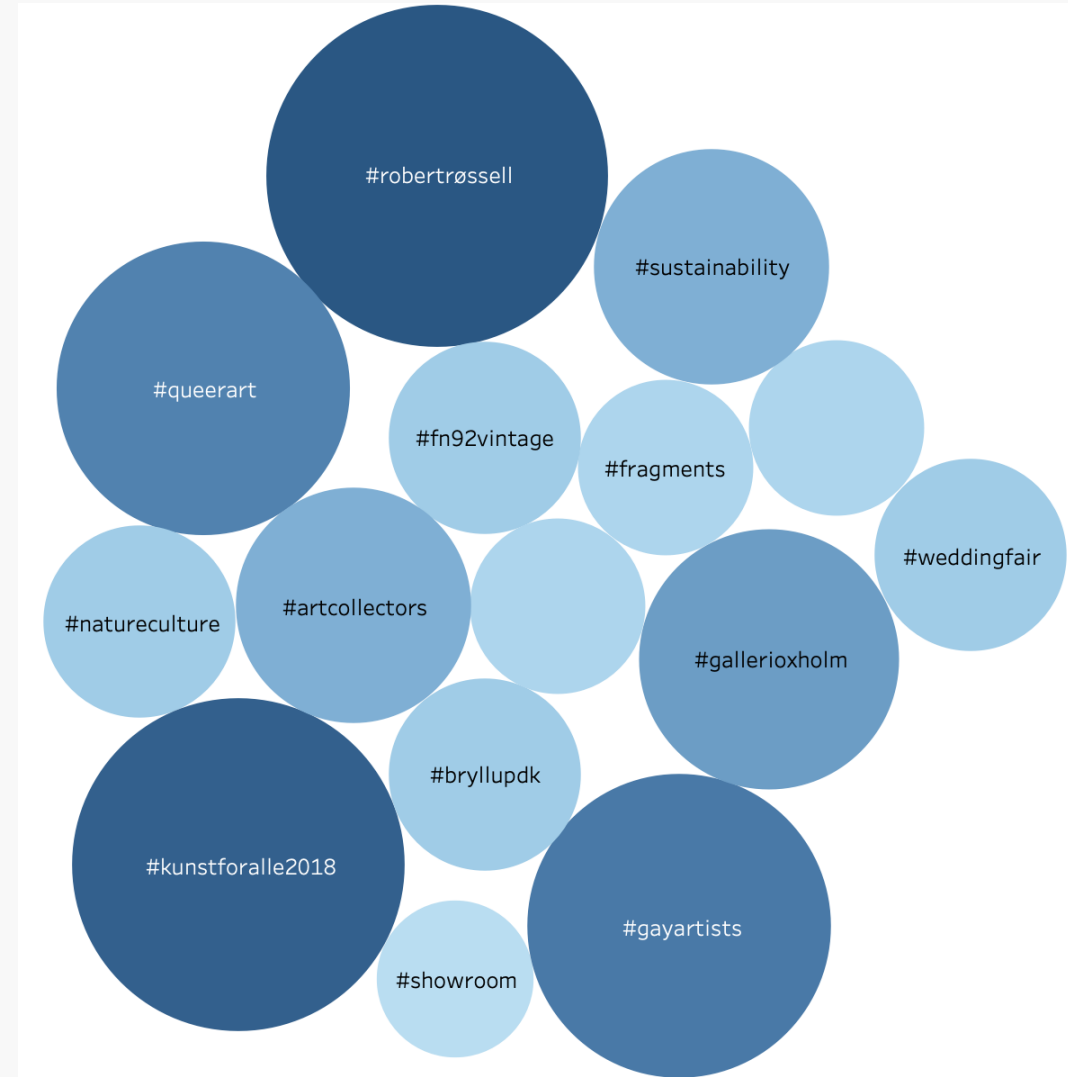 #robertrøssell
#sustainability
#queerart
#fn92vintage
#fragments
#weddingfair
#artcollectors
#natureculture
#gallerioxholm
#bryllupdk
#kunstforalle2018
#gayartists
#showroom